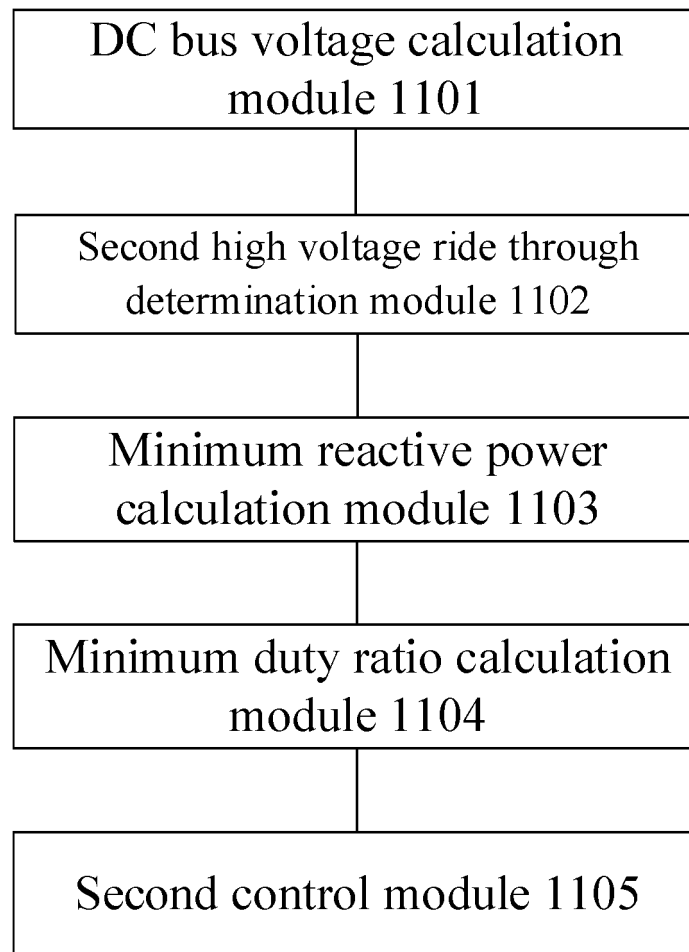 DC bus voltage calculation
module 1101
Second high voltage ride through
determination module 1102
Minimum reactive power
calculation module 1103
Minimum duty ratio calculation
module 1104
Second control module 1105